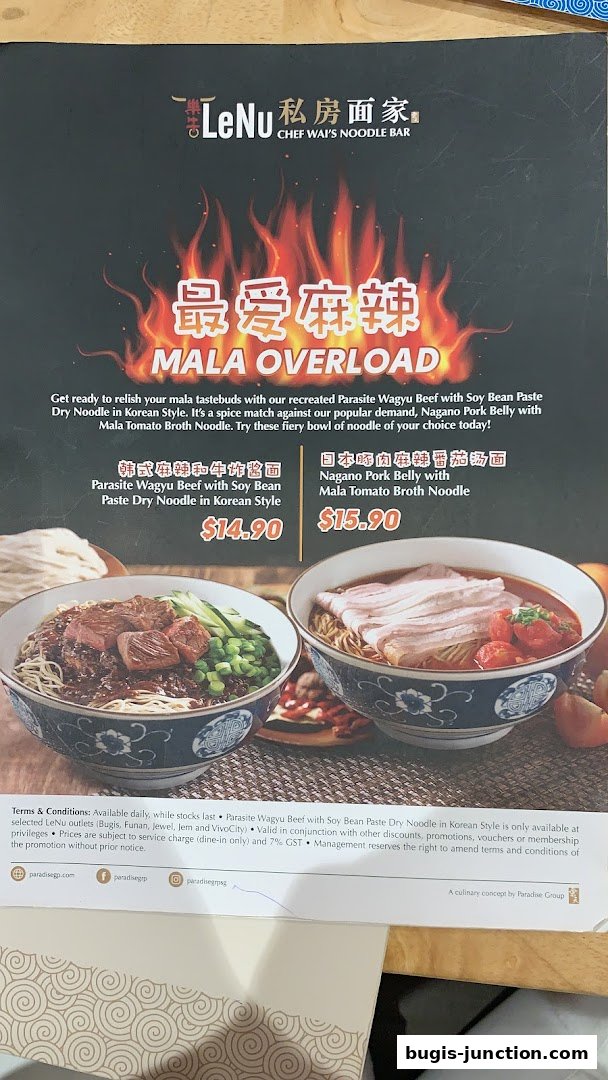 樂出
LeNu 私房面家
CHEF WAI'S NOODLE BAR
最爱麻辣
MALA OVERLOAD
Get ready to relish your mala tastebuds with our recreated Parasite Wagyu Beef with Soy Bean Paste
Dry Noodle in Korean Style. It's a spice match against our popular demand, Nagano Pork Belly with
Mala Tomato Broth Noodle. Try these fiery bowl of noodle of your choice today!
韩式麻辣和牛炸酱面
Parasite Wagyu Beef with Soy Bean
Paste Dry Noodle in Korean Style
$14.90
日本豚肉麻辣番茄汤面
Nagano Pork Belly with
Mala Tomato Broth Noodle
$15.90
Terms & Conditions: Available daily, while stocks last • Parasite Wagyu Beef with Soy Bean Paste Dry Noodle in Korean Style is only available at
selected LeNu outlets (Bugis, Funan, Jewel, Jem and VivoCity) • Valid in conjunction with other discounts, promotions, vouchers or membership
privileges • Prices are subject to service charge (dine-in only) and 7% GST • Management reserves the right to amend terms and conditions of
the promotion without prior notice.
paradisegp.com
paradisegrp
paradisegrpsg
A culinary concept by Paradise Group
bugis-junction.com